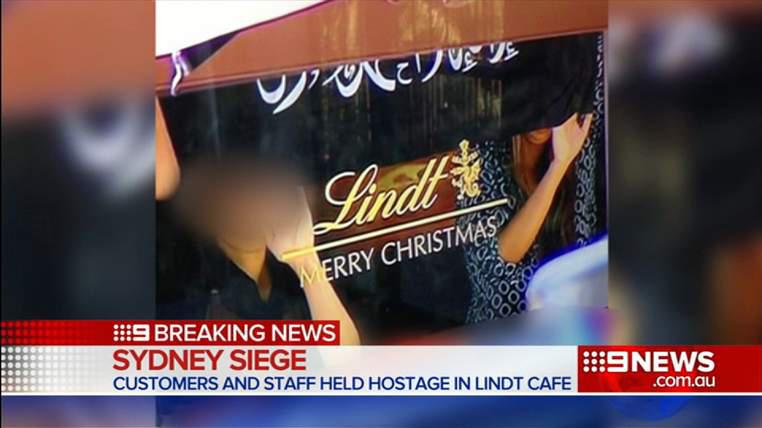 Lindt
MERRY CHRISTMAS
9 BREAKING NEWS
SYDNEY SIEGE
CUSTOMERS AND STAFF HELD HOSTAGE IN LINDT CAFE
9NEWS
.com.au